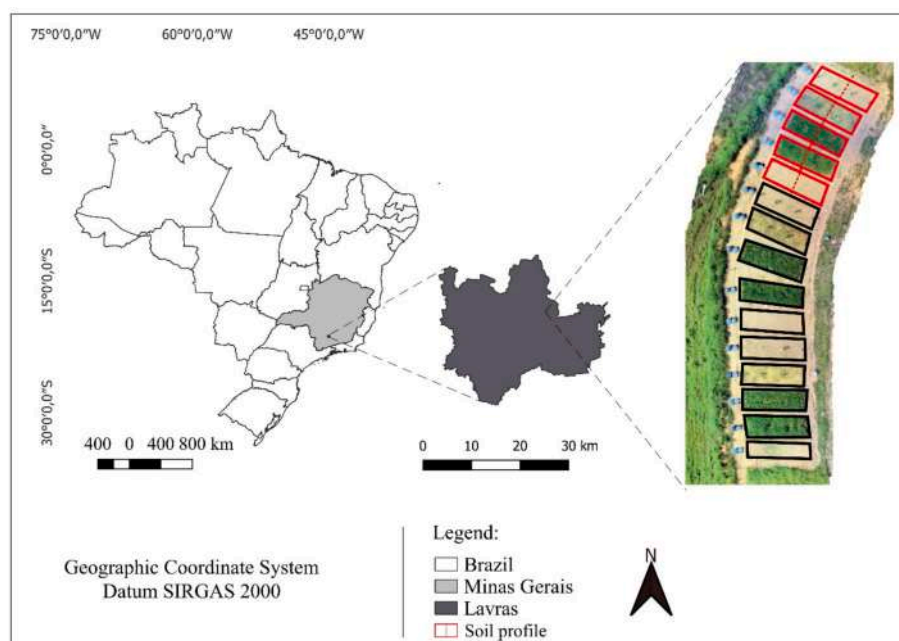 75°0'0,0"W 60°0'0,0"W 45°0'0,0"W
0°0'0,0"
15°0'0,0"S
30°0'0,0"S
400 0 400 800 km
0 10 20 30 km
Geographic Coordinate System
Datum SIRGAS 2000
Legend:
Brazil
Minas Gerais
Lavras
Soil profile
N